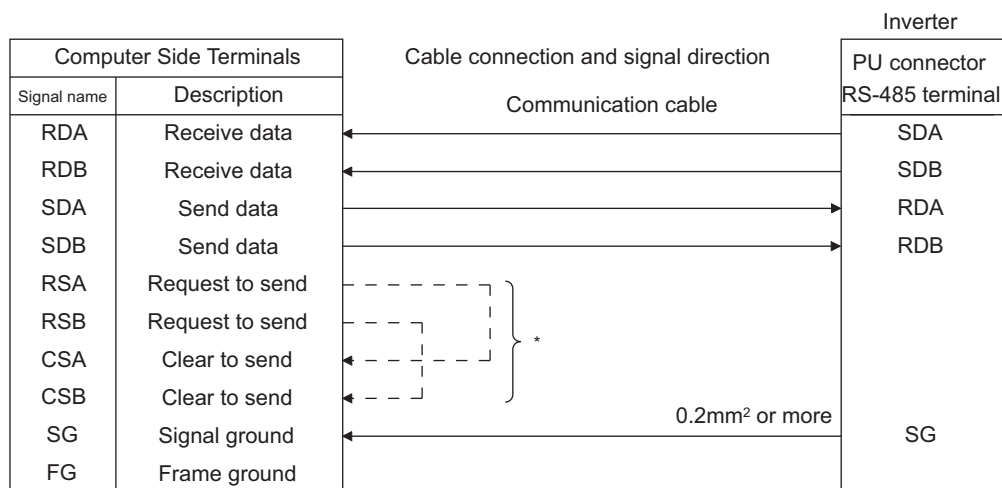 Inverter
Computer Side Terminals
Cable connection and signal direction
PU connector
RS-485 terminal
Signal name Description
Communication cable
RDA Receive data SDA
RDB Receive data SDB
SDA Send data RDA
SDB Send data RDB
RSA Request to send
RSB Request to send
*
CSA Clear to send
CSB Clear to send
0.2mm² or more
SG Signal ground SG
FG Frame ground